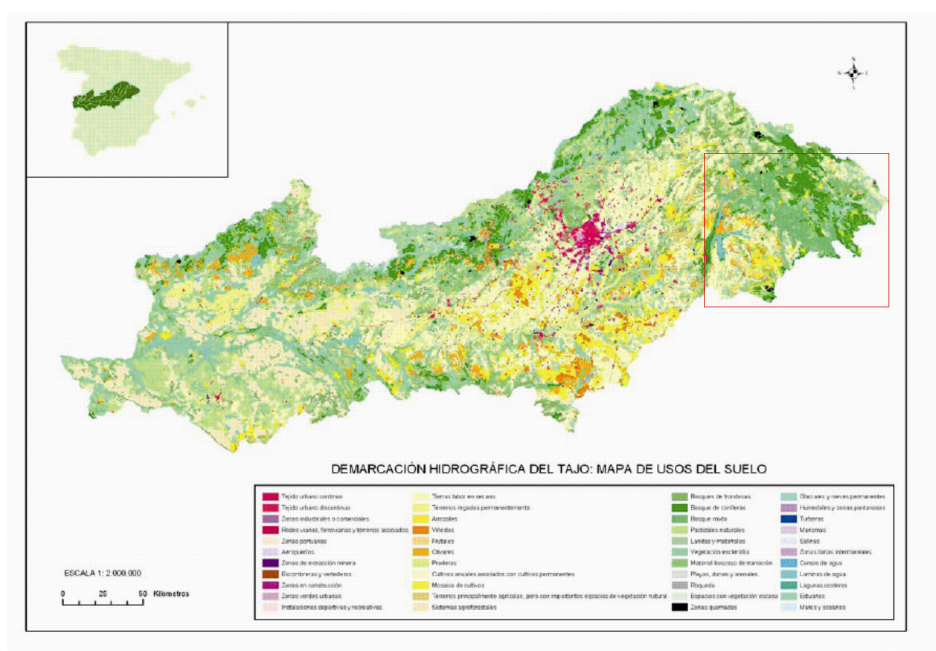 N
DEMARCACIÓN HIDROGRÁFICA DEL TAJO: MAPA DE USOS DEL SUELO
ESCALA 1: 2.000.000
0 25 50 Kilometros
Tejido urbano continuo
Tejido urbano discontinuo
Zonas industriales o comerciales
Redes viarias, ferroviarias y terrenos asociados
Zonas portuarias
Aeropuertos
Zonas de extracción minera
Escombreras y vertederos
Zonas en construcción
Zonas verdes urbanas
Instalaciones deportivas y recreativas
Tierras labor en secano
Terrenos regados permanentemente
Arrozales
Viñedos
Frutales
Olivares
Praderas
Cultivos anuales asociados con cultivos permanentes
Mosaico de cultivos
Terrenos principalmente agrícolas, pero con importantes espacios de vegetación natural
Sistemas agroforestales
Bosques de frondosas
Bosque de coníferas
Bosque mixto
Pastizales naturales
Landas y matorrales
Vegetación esclerófila
Matorral boscoso de transición
Playas, dunas y arenales
Roquedo
Espacios con vegetación escasa
Zonas quemadas
Glaciares y nieves permanentes
Humedales y zonas pantanosas
Turberas
Marismas
Salinas
Zonas llanas intermareales
Cursos de agua
Láminas de agua
Lagunas costeras
Estuarios
Mares y océanos